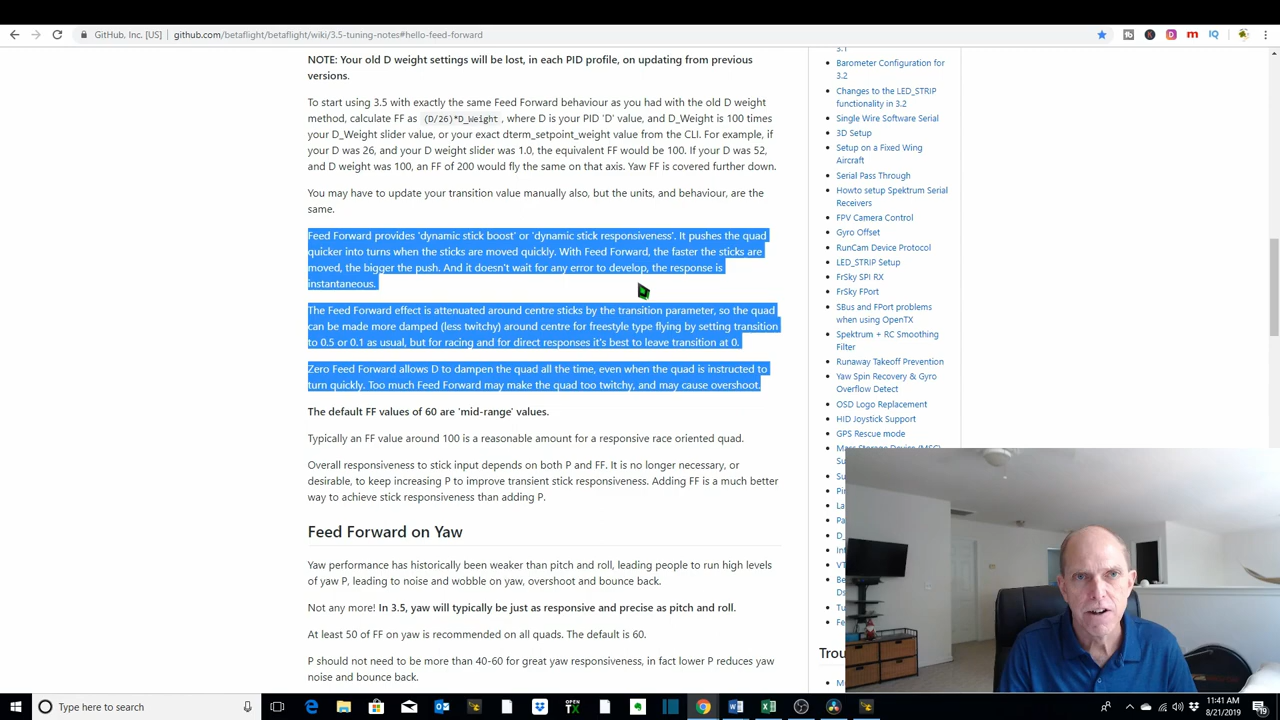 GitHub, Inc. [US]
github.com/betaflight/betaflight/wiki/3.5-tuning-notes#hello-feed-forward
NOTE: Your old D weight settings will be lost, in each PID profile, on updating from previous
versions.
To start using 3.5 with exactly the same Feed Forward behaviour as you had with the old D weight
method, calculate FF as (D/26)*D_Weight, where D is your PID 'D' value, and D_Weight is 100 times
your D_Weight slider value, or your exact dterm_setpoint_weight value from the CLI. For example, if
your D was 26, and your D weight slider was 1.0, the equivalent FF would be 100. If your D was 52,
and D weight was 100, an FF of 200 would fly the same on that axis. Yaw FF is covered further down.
You may have to update your transition value manually also, but the units, and behaviour, are the
same.
Feed Forward provides 'dynamic stick boost' or 'dynamic stick responsiveness'. It pushes the quad
quicker into turns when the sticks are moved quickly. With Feed Forward, the faster the sticks are
moved, the bigger the push. And it doesn't wait for any error to develop, the response is
instantaneous.
The Feed Forward effect is attenuated around centre sticks by the transition parameter, so the quad
can be made more damped (less twitchy) around centre for freestyle type flying by setting transition
to 0.5 or 0.1 as usual, but for racing and for direct responses it's best to leave transition at 0.
Zero Feed Forward allows D to dampen the quad all the time, even when the quad is instructed to
turn quickly. Too much Feed Forward may make the quad too twitchy, and may cause overshoot.
The default FF values of 60 are 'mid-range' values.
Typically an FF value around 100 is a reasonable amount for a responsive race oriented quad.
Overall responsiveness to stick input depends on both P and FF. It is no longer necessary, or
desirable, to keep increasing P to improve transient stick responsiveness. Adding FF is a much better
way to achieve stick responsiveness than adding P.
Feed Forward on Yaw
Yaw performance has historically been weaker than pitch and roll, leading people to run high levels
of yaw P, leading to noise and wobble on yaw, overshoot and bounce back.
Not any more! In 3.5, yaw will typically be just as responsive and precise as pitch and roll.
At least 50 of FF on yaw is recommended on all quads. The default is 60.
P should not need to be more than 40-60 for great yaw responsiveness, in fact lower P reduces yaw
noise and bounce back.
3.1
Barometer Configuration for
3.2
Changes to the LED_STRIP
functionality in 3.2
Single Wire Software Serial
3D Setup
Setup on a Fixed Wing
Aircraft
Serial Pass Through
Howto setup Spektrum Serial
Receivers
FPV Camera Control
Gyro Offset
RunCam Device Protocol
LED_STRIP Setup
FrSky SPI RX
FrSky FPort
SBus and FPort problems
when using OpenTX
Spektrum + RC Smoothing
Filter
Runaway Takeoff Prevention
Yaw Spin Recovery & Gyro
Overflow Detect
OSD Logo Replacement
HID Joystick Support
GPS Rescue mode
Su
Pin
La
Pa
D_
Int
VT
Be
Ds
Tu
Fe
Trou
M
Type here to search
OPEN
TX
11:41 AM
8/21/2019
19